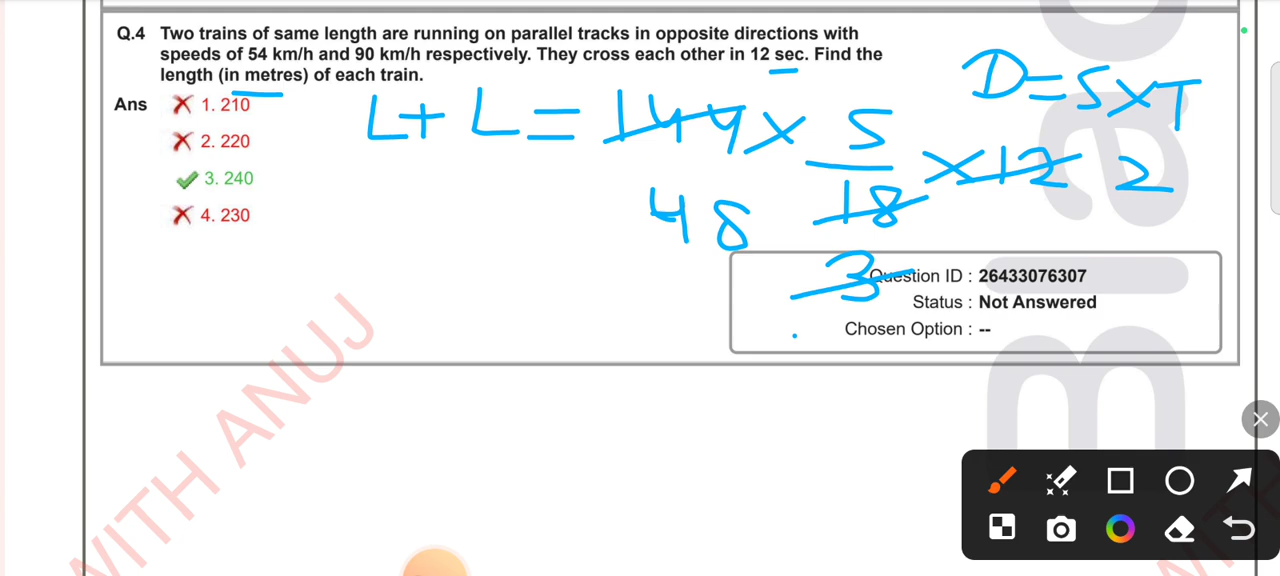 Q.4 Two trains of same length are running on parallel tracks in opposite directions with
speeds of 54 km/h and 90 km/h respectively. They cross each other in 12 sec. Find the
length (in metres) of each train.
D=S×T
Ans 1. 210
2. 220
3. 240
4. 230
L+L=144×5/18×12 2
48
3
Question ID : 26433076307
Status : Not Answered
Chosen Option : --
WITH ANUJ
WITH